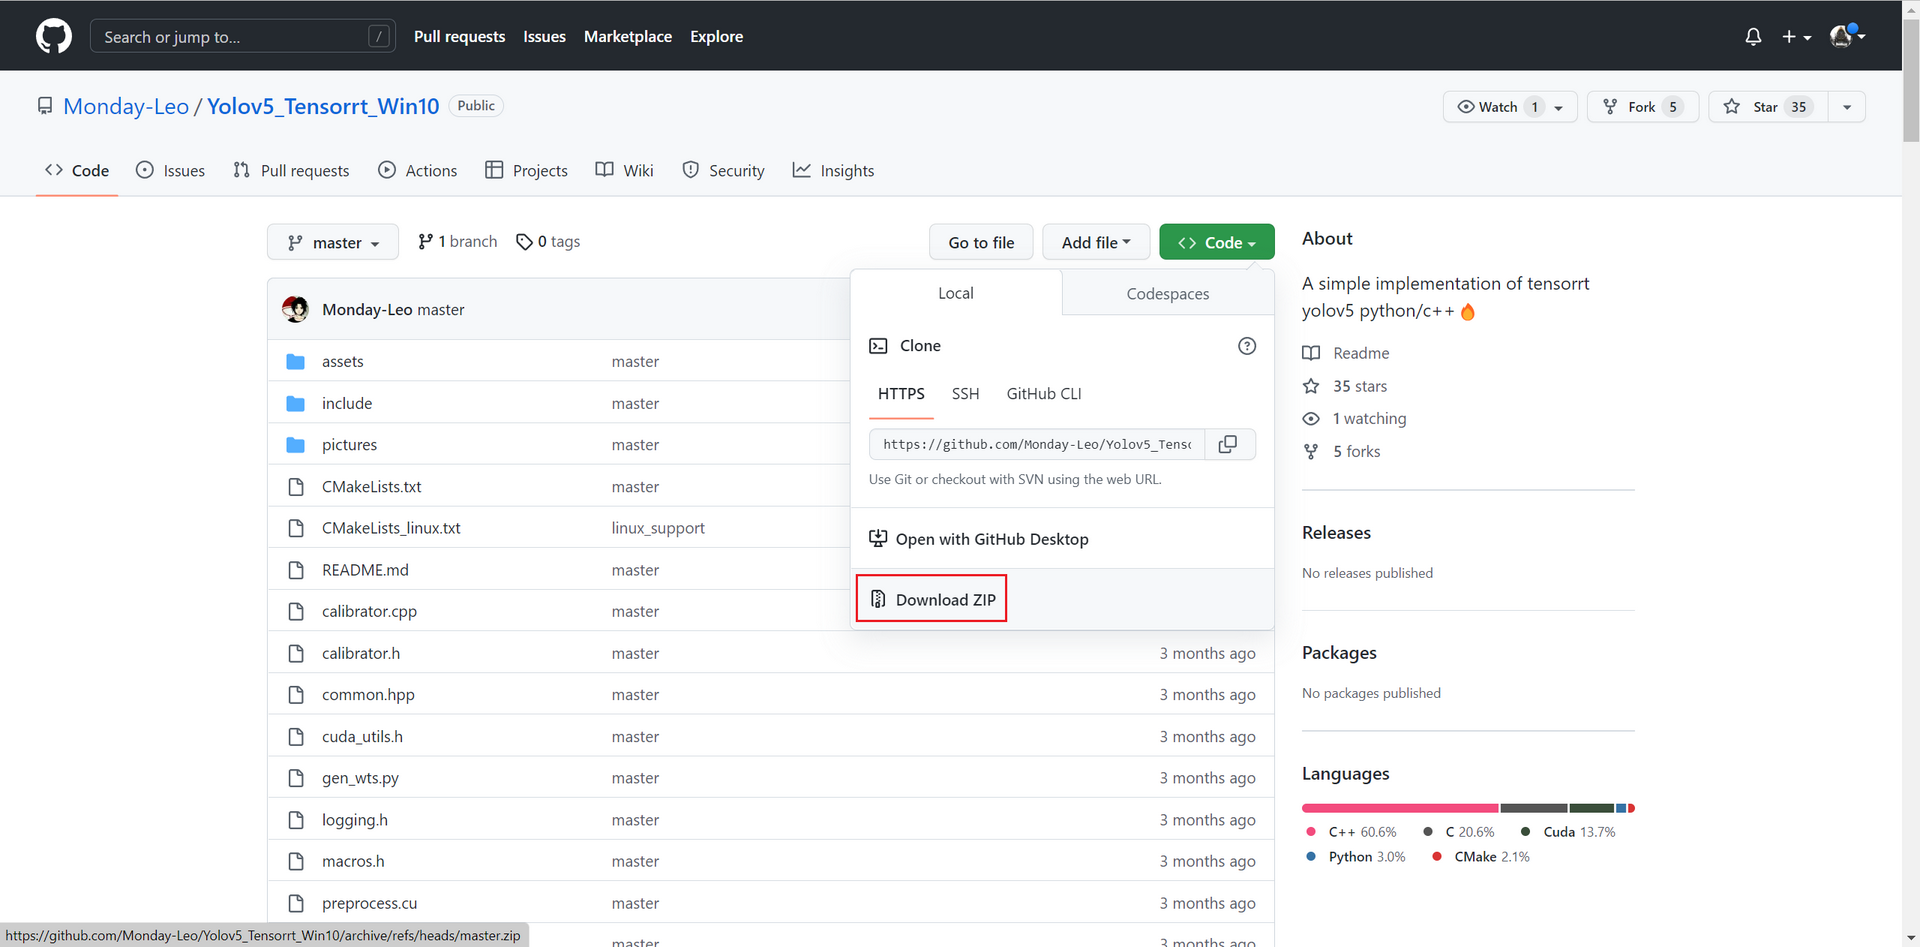 Search or jump to... /
Pull requests Issues Marketplace Explore
Monday-Leo / Yolov5_Tensorrt_Win10 Public
Watch 1 Fork 5 Star 35
Code Issues Pull requests Actions Projects Wiki Security Insights
master 1 branch 0 tags Go to file Add file Code
Monday-Leo master
assets master
include master
pictures master
CMakeLists.txt master
CMakeLists_linux.txt linux_support
README.md master
calibrator.cpp master
calibrator.h master 3 months ago
common.hpp master 3 months ago
cuda_utils.h master 3 months ago
gen_wts.py master 3 months ago
logging.h master 3 months ago
macros.h master 3 months ago
preprocess.cu master 3 months ago
master 3 months ago
Local Codespaces
Clone
HTTPS SSH GitHub CLI
https://github.com/Monday-Leo/Yolov5_Tensc
Use Git or checkout with SVN using the web URL.
Open with GitHub Desktop
Download ZIP
About
A simple implementation of tensorrt
yolov5 python/c++🔥
Readme
35 stars
1 watching
5 forks
Releases
No releases published
Packages
No packages published
Languages
C++ 60.6% C 20.6% Cuda 13.7%
Python 3.0% CMake 2.1%
https://github.com/Monday-Leo/Yolov5_Tensorrt_Win10/archive/refs/heads/master.zip